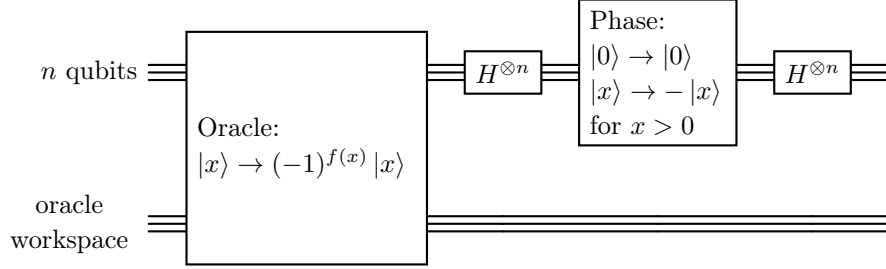 n qubits
oracle
workspace
Oracle:
|x⟩ → (−1)^{f(x)} |x⟩
H^{⊗n}
Phase:
|0⟩ → |0⟩
|x⟩ → − |x⟩
for x > 0
H^{⊗n}